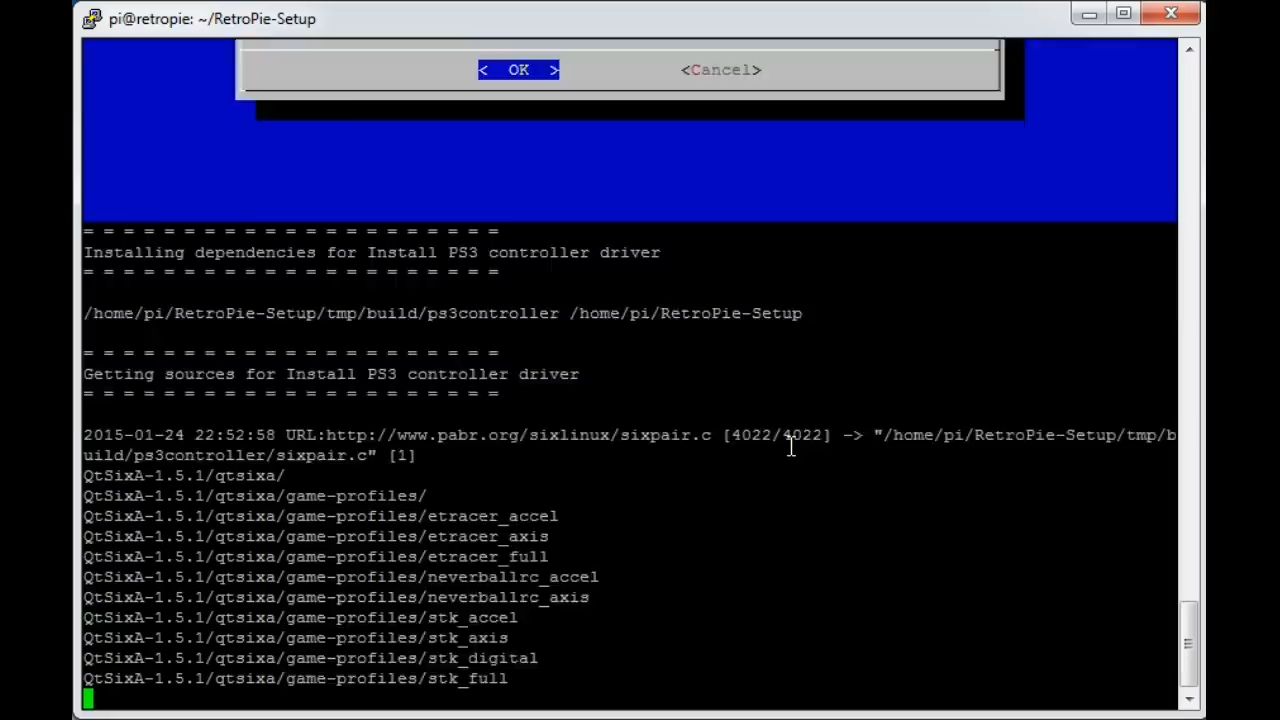 pi@retropie: ~/RetroPie-Setup
< OK > <Cancel>
= = = = = = = = = = = = = = = = = = = = =
Installing dependencies for Install PS3 controller driver
= = = = = = = = = = = = = = = = = = = = =
/home/pi/RetroPie-Setup/tmp/build/ps3controller /home/pi/RetroPie-Setup
= = = = = = = = = = = = = = = = = = = = =
Getting sources for Install PS3 controller driver
= = = = = = = = = = = = = = = = = = = = =
2015-01-24 22:52:58 URL:http://www.pabr.org/sixlinux/sixpair.c [4022/4022] -> "/home/pi/RetroPie-Setup/tmp/b
uild/ps3controller/sixpair.c" [1]
QtSixA-1.5.1/qtsixa/
QtSixA-1.5.1/qtsixa/game-profiles/
QtSixA-1.5.1/qtsixa/game-profiles/etracer_accel
QtSixA-1.5.1/qtsixa/game-profiles/etracer_axis
QtSixA-1.5.1/qtsixa/game-profiles/etracer_full
QtSixA-1.5.1/qtsixa/game-profiles/neverballrc_accel
QtSixA-1.5.1/qtsixa/game-profiles/neverballrc_axis
QtSixA-1.5.1/qtsixa/game-profiles/stk_accel
QtSixA-1.5.1/qtsixa/game-profiles/stk_axis
QtSixA-1.5.1/qtsixa/game-profiles/stk_digital
QtSixA-1.5.1/qtsixa/game-profiles/stk_full